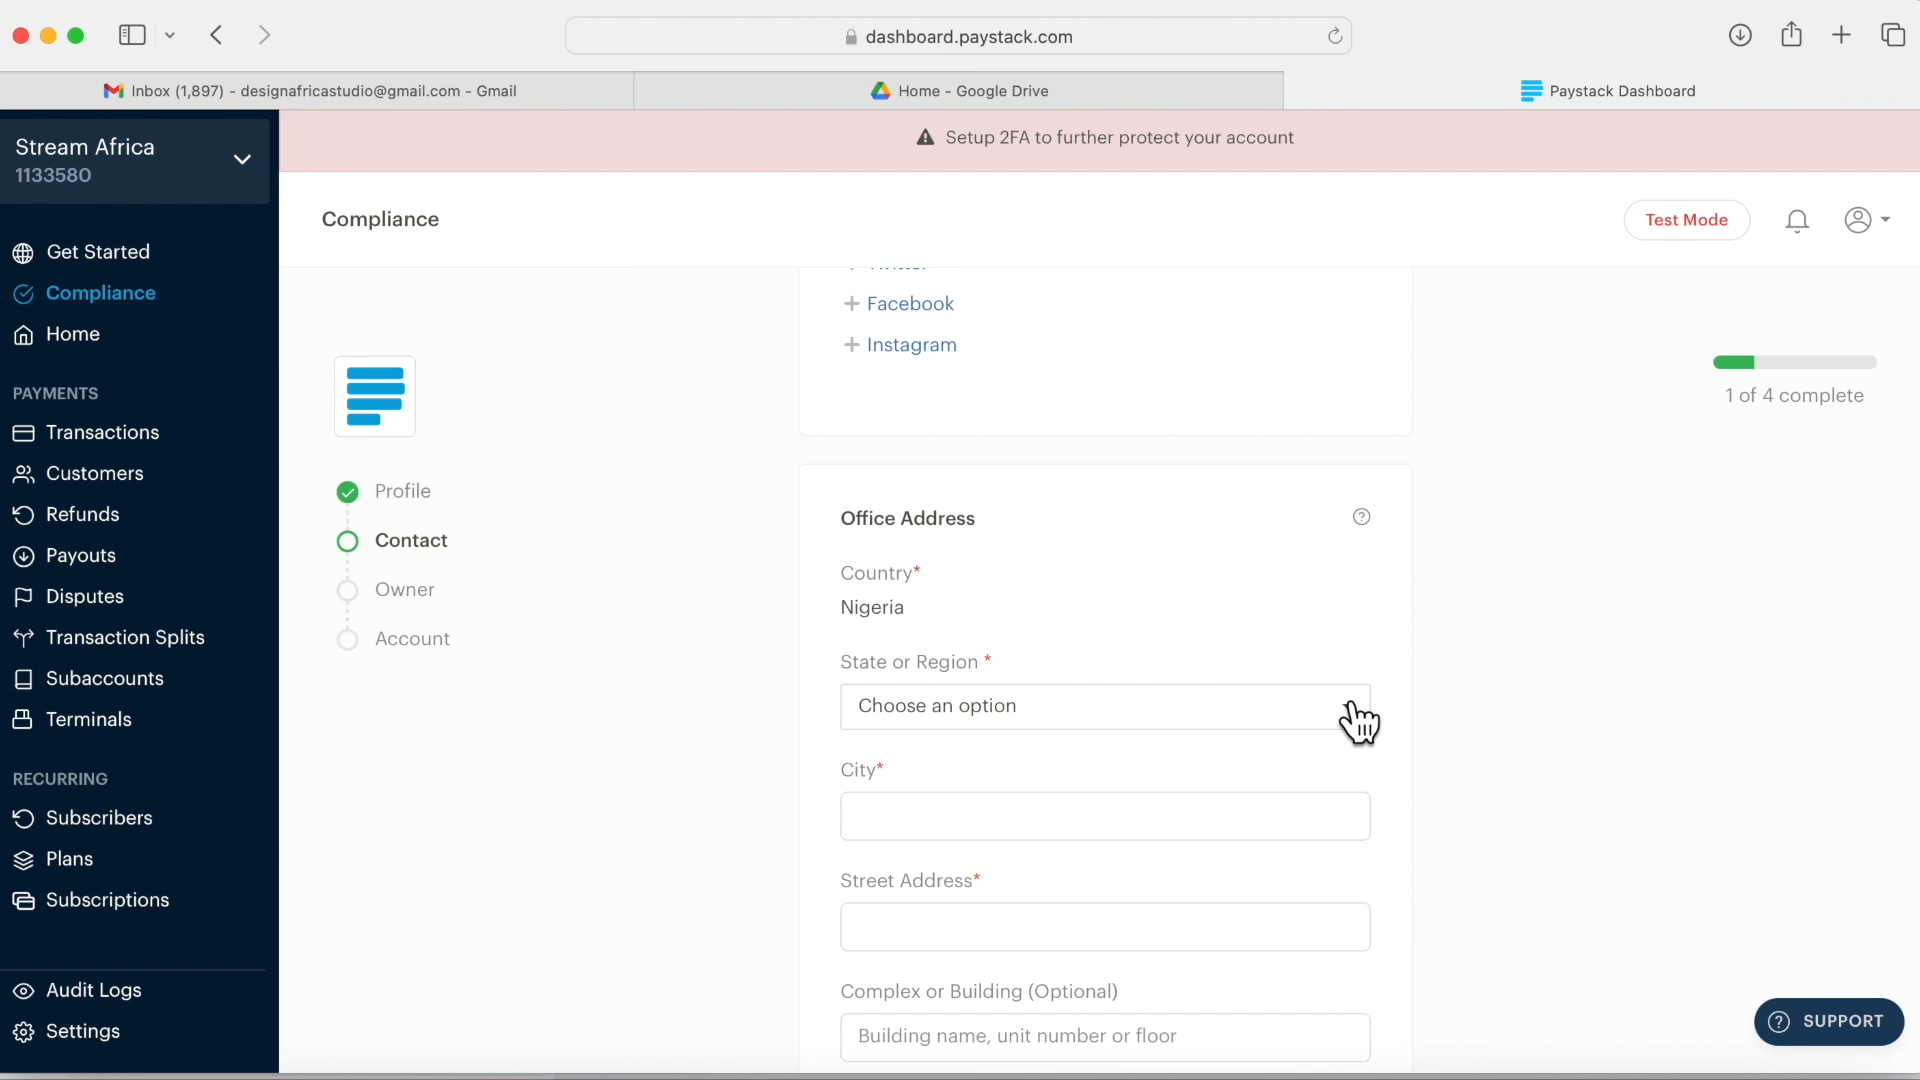 dashboard.paystack.com
Inbox (1,897) - designafricastudio@gmail.com - Gmail
Home - Google Drive
Paystack Dashboard
Stream Africa
1133580
Setup 2FA to further protect your account
Compliance
Test Mode
Get Started
Compliance
Home
PAYMENTS
Transactions
Customers
Refunds
Payouts
Disputes
Transaction Splits
Subaccounts
Terminals
RECURRING
Subscribers
Plans
Subscriptions
Audit Logs
Settings
Profile
Contact
Owner
Account
+ Facebook
+ Instagram
1 of 4 complete
Office Address
Country*
Nigeria
State or Region *
Choose an option
City*
Street Address*
Complex or Building (Optional)
Building name, unit number or floor
SUPPORT